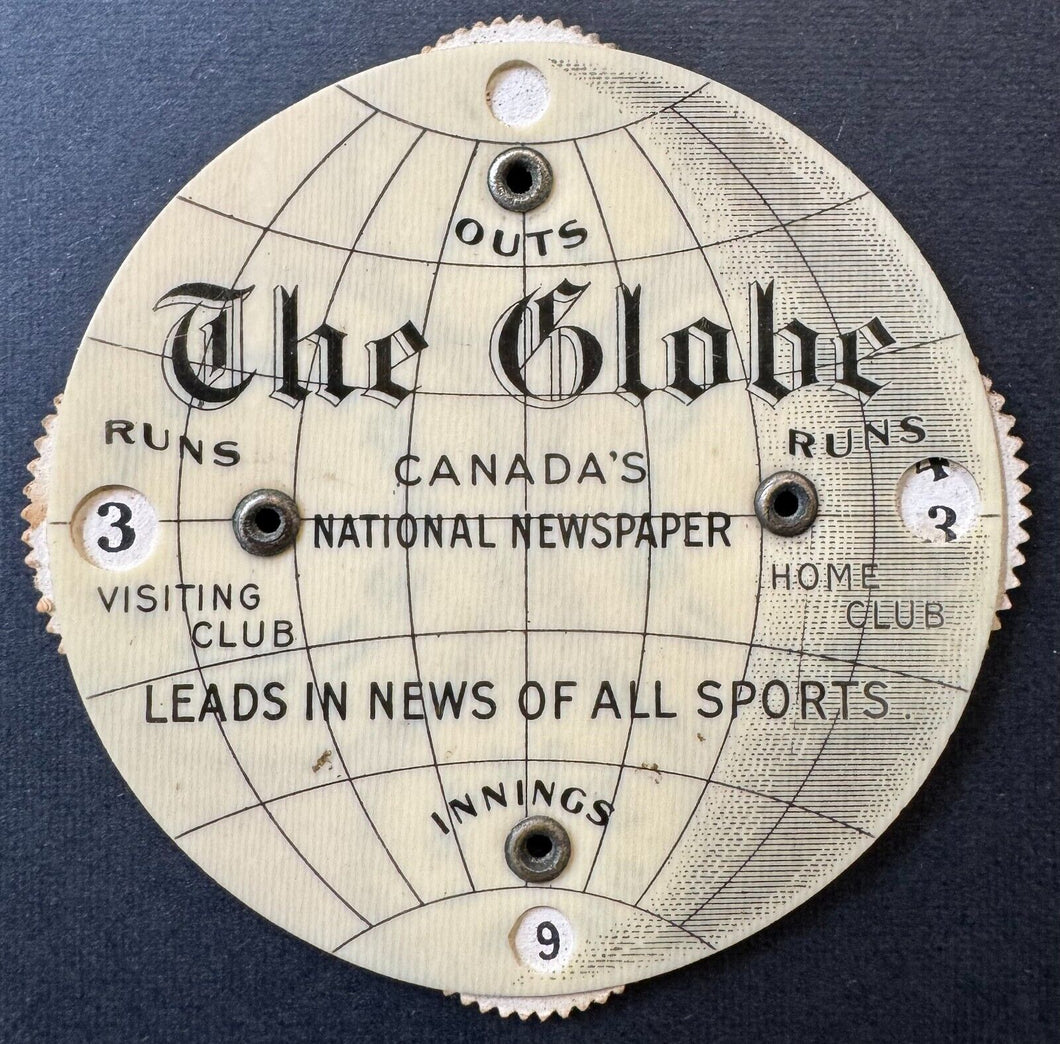 OUTS
The Globe
RUNS
RUNS
CANADA'S
3
4
3
NATIONAL NEWSPAPER
VISITING
CLUB
HOME
CLUB
LEADS IN NEWS OF ALL SPORTS.
INNINGS
9